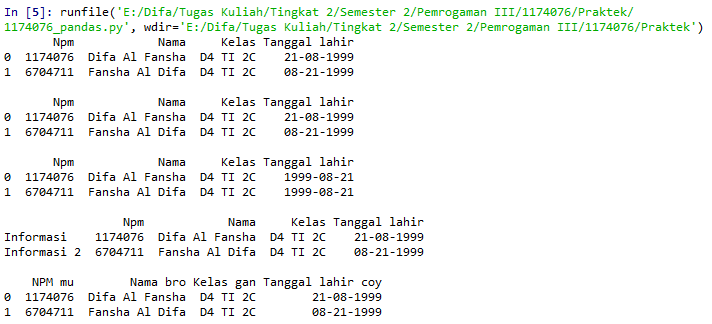 In [5]: runfile('E:/Difa/Tugas Kuliah/Tingkat 2/Semester 2/Pemrogaman III/1174076/Praktek/
1174076_pandas.py', wdir='E:/Difa/Tugas Kuliah/Tingkat 2/Semester 2/Pemrogaman III/1174076/Praktek')
Npm Nama Kelas Tanggal lahir
0 1174076 Difa Al Fansha D4 TI 2C 21-08-1999
1 6704711 Fansha Al Difa D4 TI 2C 08-21-1999
Npm Nama Kelas Tanggal lahir
0 1174076 Difa Al Fansha D4 TI 2C 21-08-1999
1 6704711 Fansha Al Difa D4 TI 2C 08-21-1999
Npm Nama Kelas Tanggal lahir
0 1174076 Difa Al Fansha D4 TI 2C 1999-08-21
1 6704711 Fansha Al Difa D4 TI 2C 1999-08-21
Npm Nama Kelas Tanggal lahir
Informasi 1174076 Difa Al Fansha D4 TI 2C 21-08-1999
Informasi 2 6704711 Fansha Al Difa D4 TI 2C 08-21-1999
NPM mu Nama bro Kelas gan Tanggal lahir coy
0 1174076 Difa Al Fansha D4 TI 2C 21-08-1999
1 6704711 Fansha Al Difa D4 TI 2C 08-21-1999